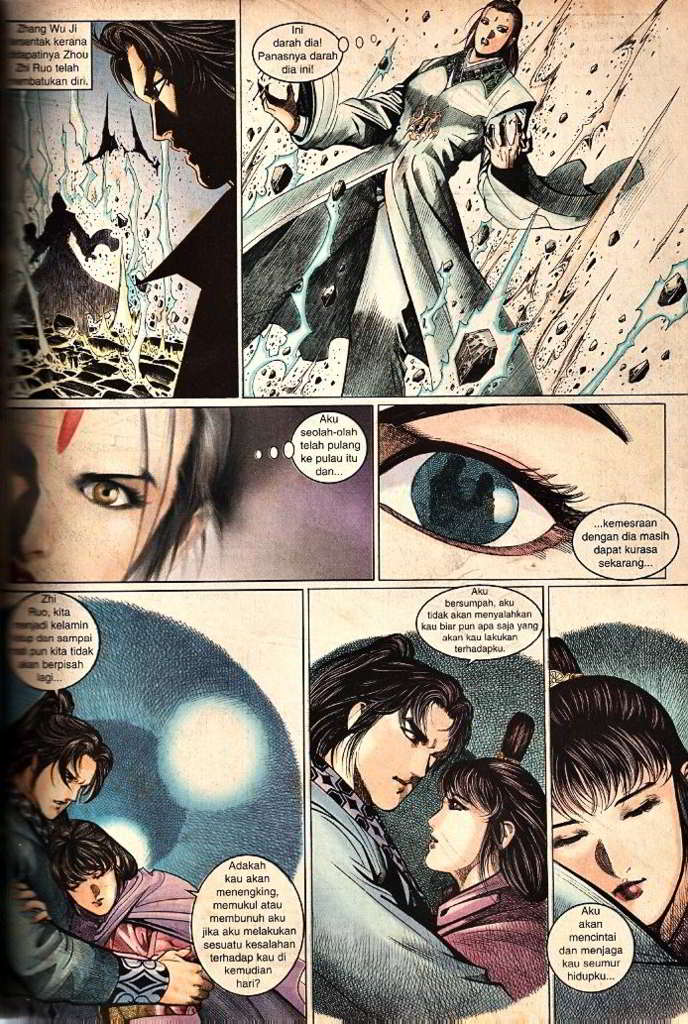 Zhang Wu Ji
tersentak kerana
didapatinya Zhou
Zhi Ruo telah
membatukan diri.
Ini
darah dia!
Panasnya darah
dia ini!
Aku
seolah-olah
telah pulang
ke pulau itu
dan...
...kemesraan
dengan dia masih
dapat kurasa
sekarang...
Zhi
Ruo, kita
menjadi kelamin
hidup dan sampai
mati pun kita tidak
akan berpisah
lagi...
Adakah
kau akan
menengking,
memukul atau
membunuh aku
jika aku melakukan
sesuatu kesalahan
terhadap kau di
kemudian
hari?
Aku
bersumpah, aku
tidak akan menyalahkan
kau biar pun apa saja yang
akan kau lakukan
terhadapku.
Aku
akan
mencintai
dan menjaga
kau seumur
hidupku...